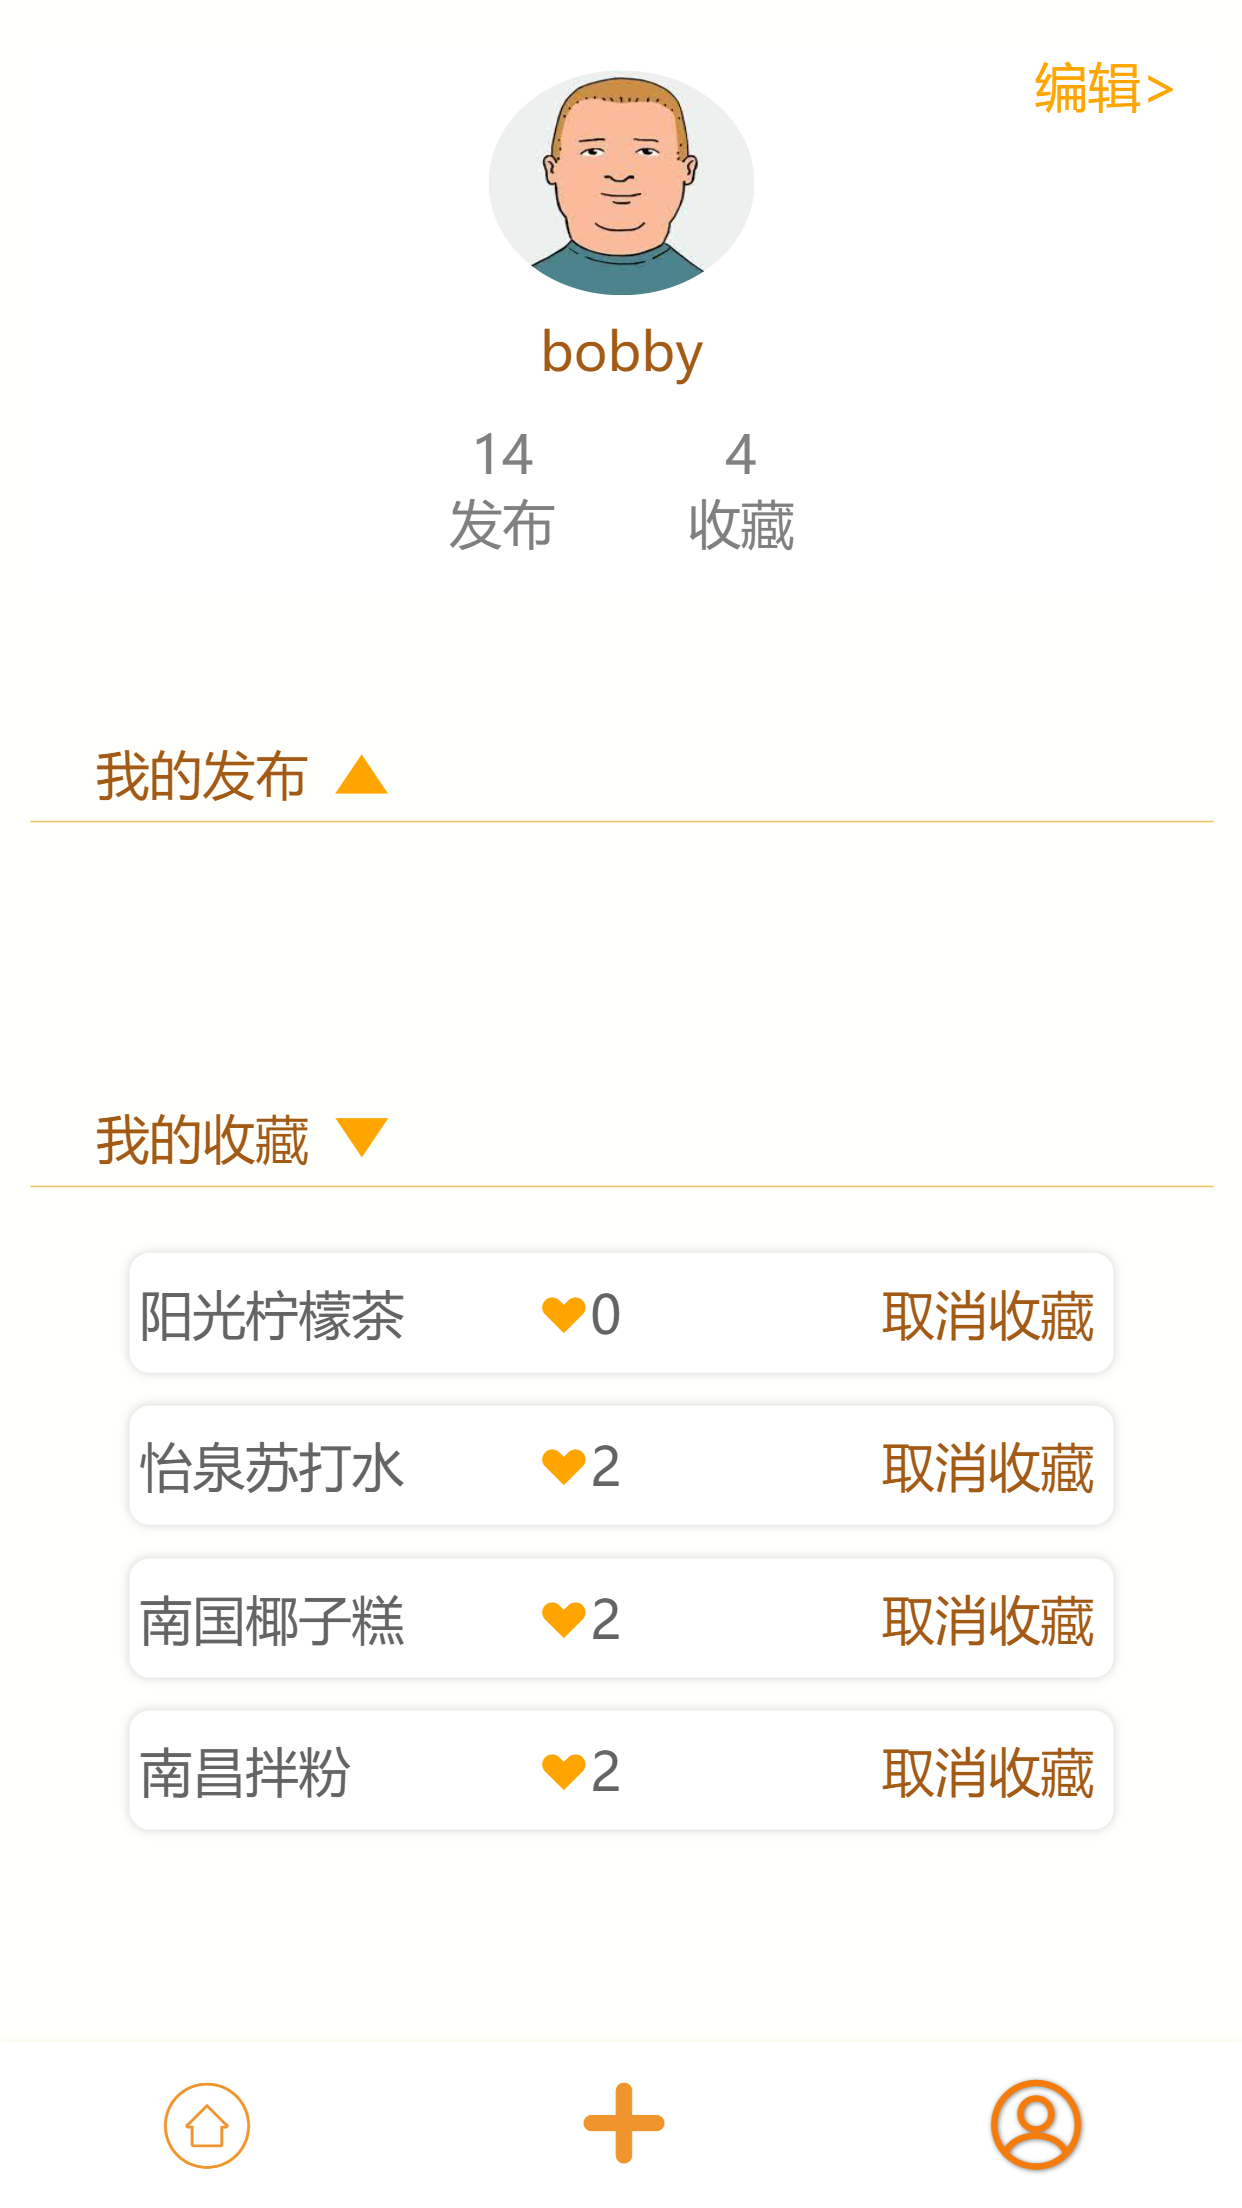 编辑>
bobby
14 4
发布 收藏
我的发布
我的收藏
阳光柠檬茶 0 取消收藏
怡泉苏打水 2 取消收藏
南国椰子糕 2 取消收藏
南昌拌粉 2 取消收藏